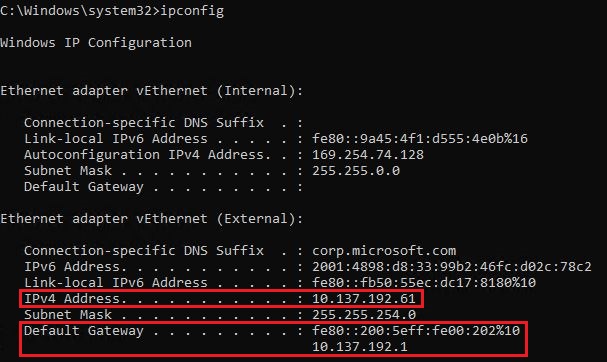 C:\Windows\system32>ipconfig
Windows IP Configuration
Ethernet adapter vEthernet (Internal):
Connection-specific DNS Suffix  . :
Link-local IPv6 Address . . . . . : fe80::9a45:4f1:d555:4e0b%16
Autoconfiguration IPv4 Address. . : 169.254.74.128
Subnet Mask . . . . . . . . . . . : 255.255.0.0
Default Gateway . . . . . . . . . :
Ethernet adapter vEthernet (External):
Connection-specific DNS Suffix  . : corp.microsoft.com
IPv6 Address. . . . . . . . . . . : 2001:4898:d8:33:99b2:46fc:d02c:78c2
Link-local IPv6 Address . . . . . : fe80::fb50:55ec:dc17:8180%10
IPv4 Address. . . . . . . . . . . : 10.137.192.61
Subnet Mask . . . . . . . . . . . : 255.255.254.0
Default Gateway . . . . . . . . . : fe80::200:5eff:fe00:202%10
10.137.192.1